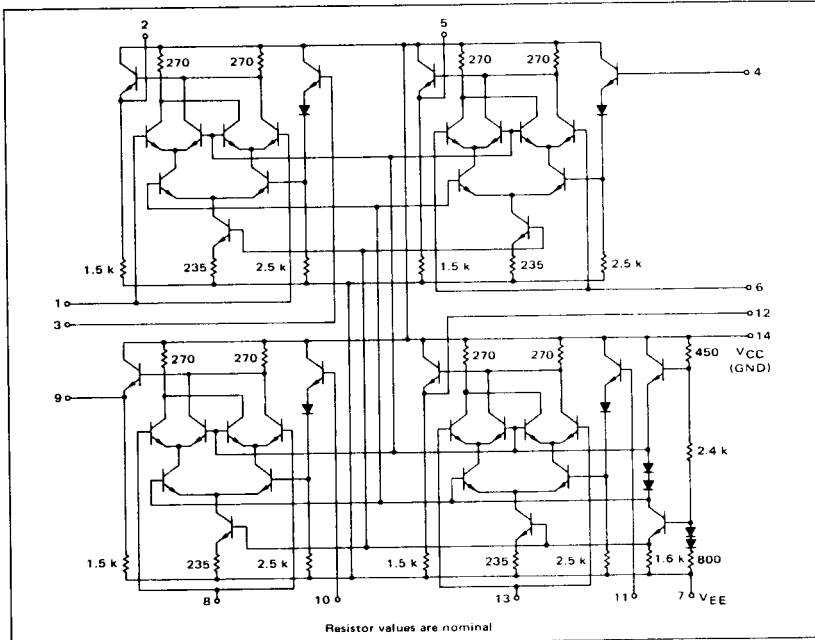 2 5
270 270 270 270
4
1.5 k 235 2.5 k 1.5 k 235 2.5 k
1
6
3
12
14
270 270 270 270 450 VCC
(GND)
9
2.4 k
1.5 k 235 2.5 k 1.5 k 235 2.5 k 1.6 k 800
8 10 13 11 7 VEE
Resistor values are nominal